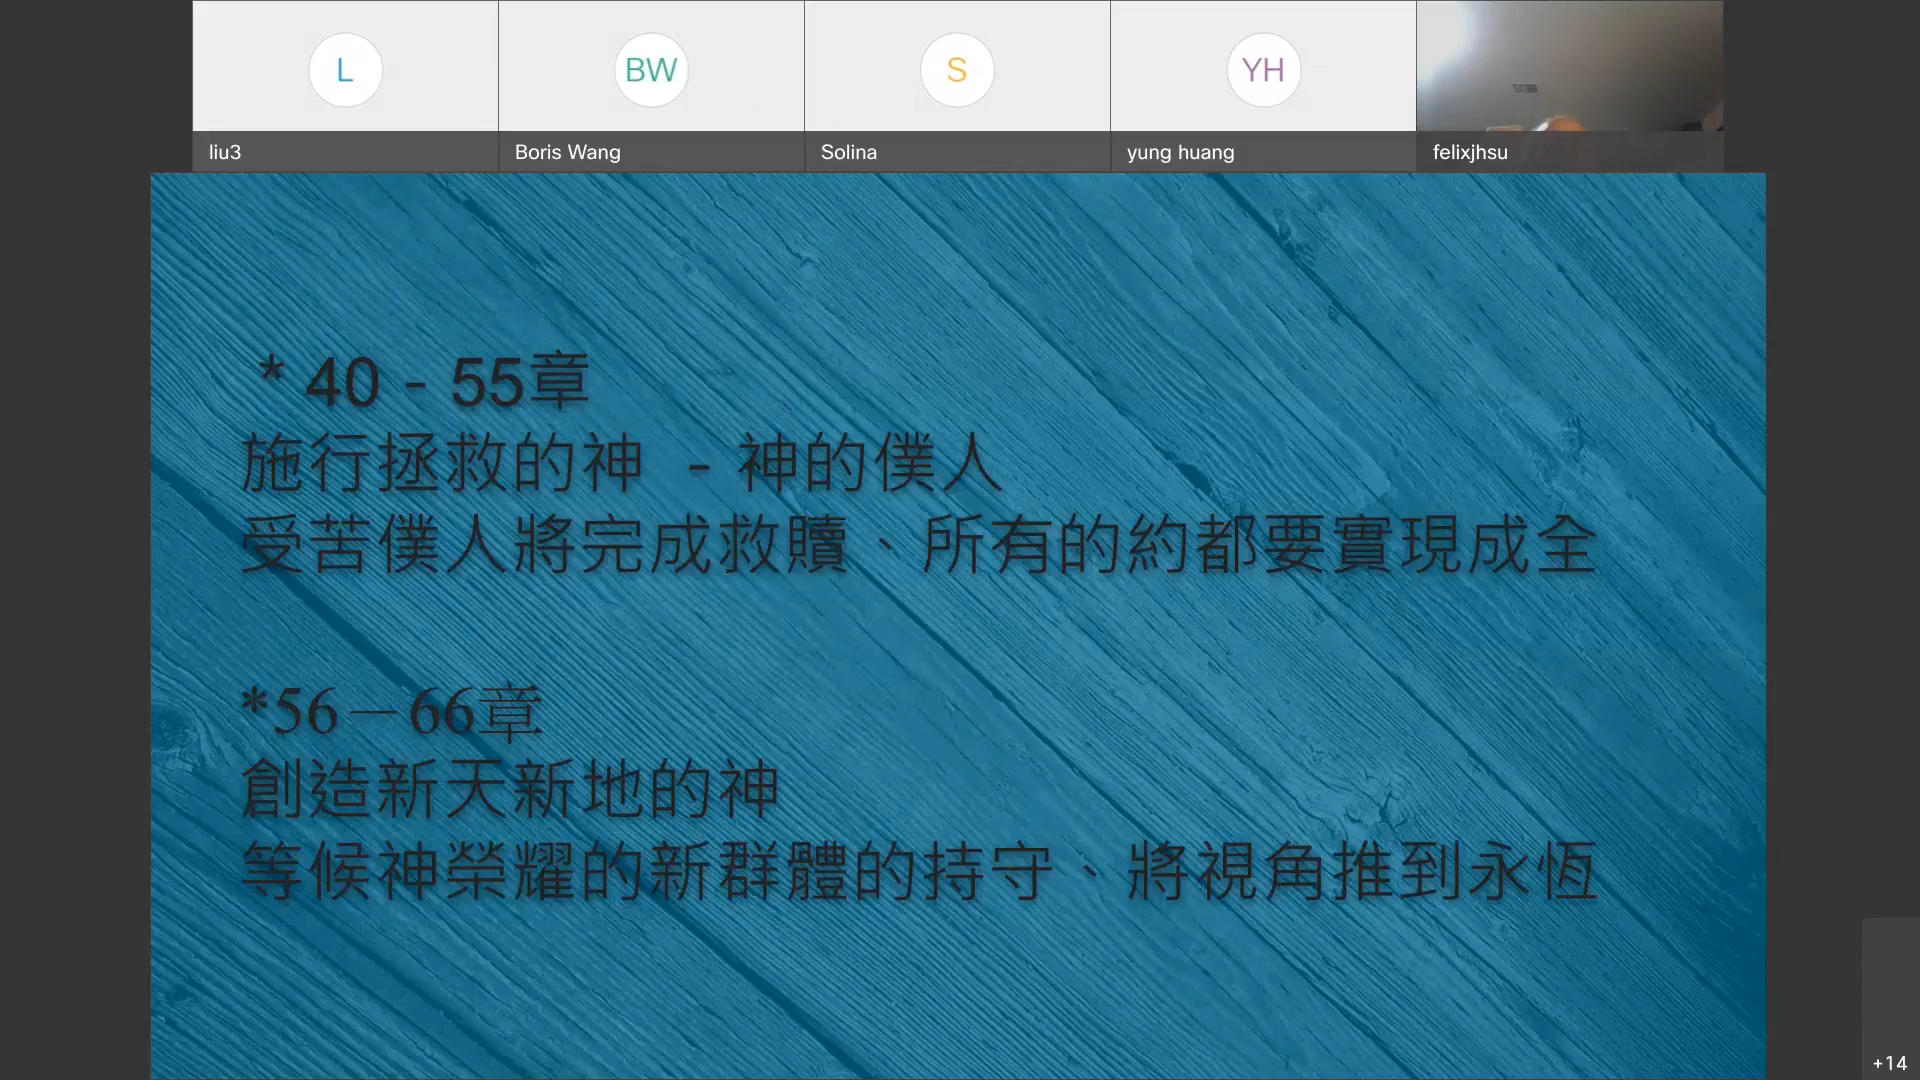 L
BW
S
YH
liu3
Boris Wang
Solina
yung huang
felixjhsu
* 40 - 55章
施行拯救的神 - 神的僕人
受苦僕人將完成救贖、所有的約都要實現成全
*56－66章
創造新天新地的神
等候神榮耀的新群體的持守、將視角推到永恆
+14